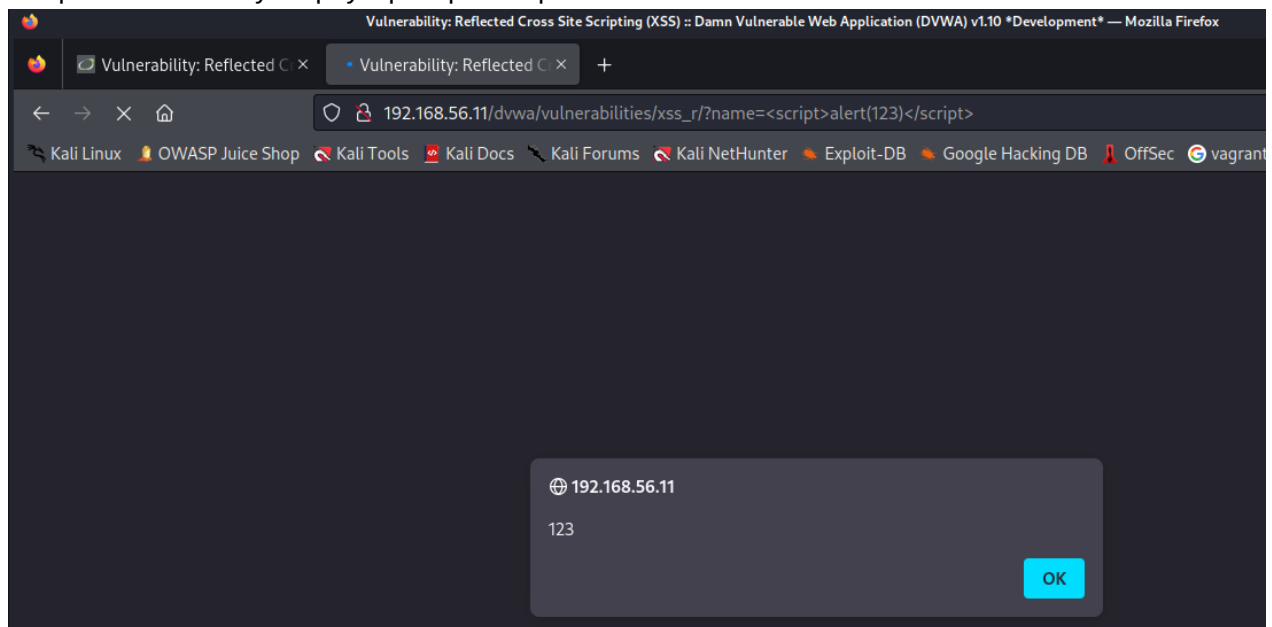 Vulnerability: Reflected Cross Site Scripting (XSS) :: Damn Vulnerable Web Application (DVWA) v1.10 *Development* — Mozilla Firefox
Vulnerability: Reflected C
Vulnerability: Reflected C
192.168.56.11/dvwa/vulnerabilities/xss_r/?name=<script>alert(123)</script>
Kali Linux OWASP Juice Shop Kali Tools Kali Docs Kali Forums Kali NetHunter Exploit-DB Google Hacking DB OffSec vagrant
192.168.56.11
123
OK